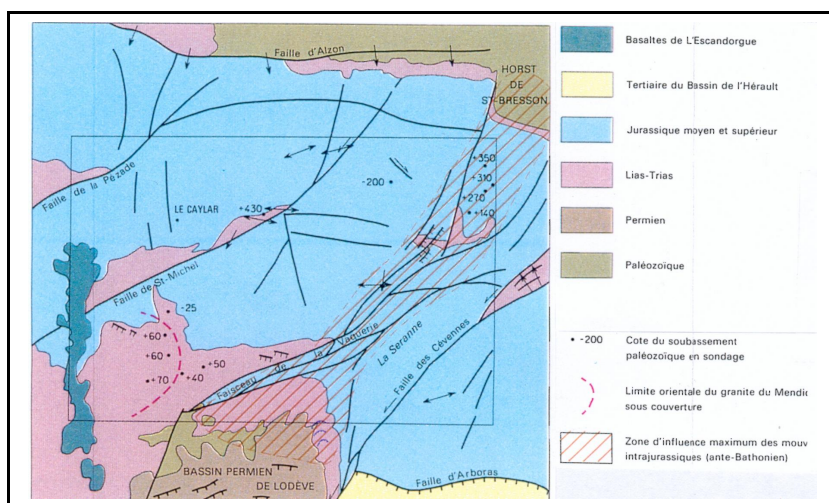 Faille d'Alzon
HORST
DE
ST-BRESSON
+350
+310
+270
+140
-200
Faille de la Pézade
LE CAYLAR
+430
Faille de St-Michel
-25
+60
+60
+50
+70
+40
Faisceau de la Vaquerie
La Seranne
Faille des Cévennes
BASSIN PERMIEN
DE LODÈVE
Faille d'Arboras
Basaltes de L'Escandorgue
Tertiaire du Bassin de l'Hérault
Jurassique moyen et supérieur
Lias-Trias
Permien
Paléozoïque
-200
Cote du soubassement
paléozoïque en sondage
Limite orientale du granite du Mendic
sous couverture
Zone d'influence maximum des mouv
intrajurassiques (ante-Bathonien)